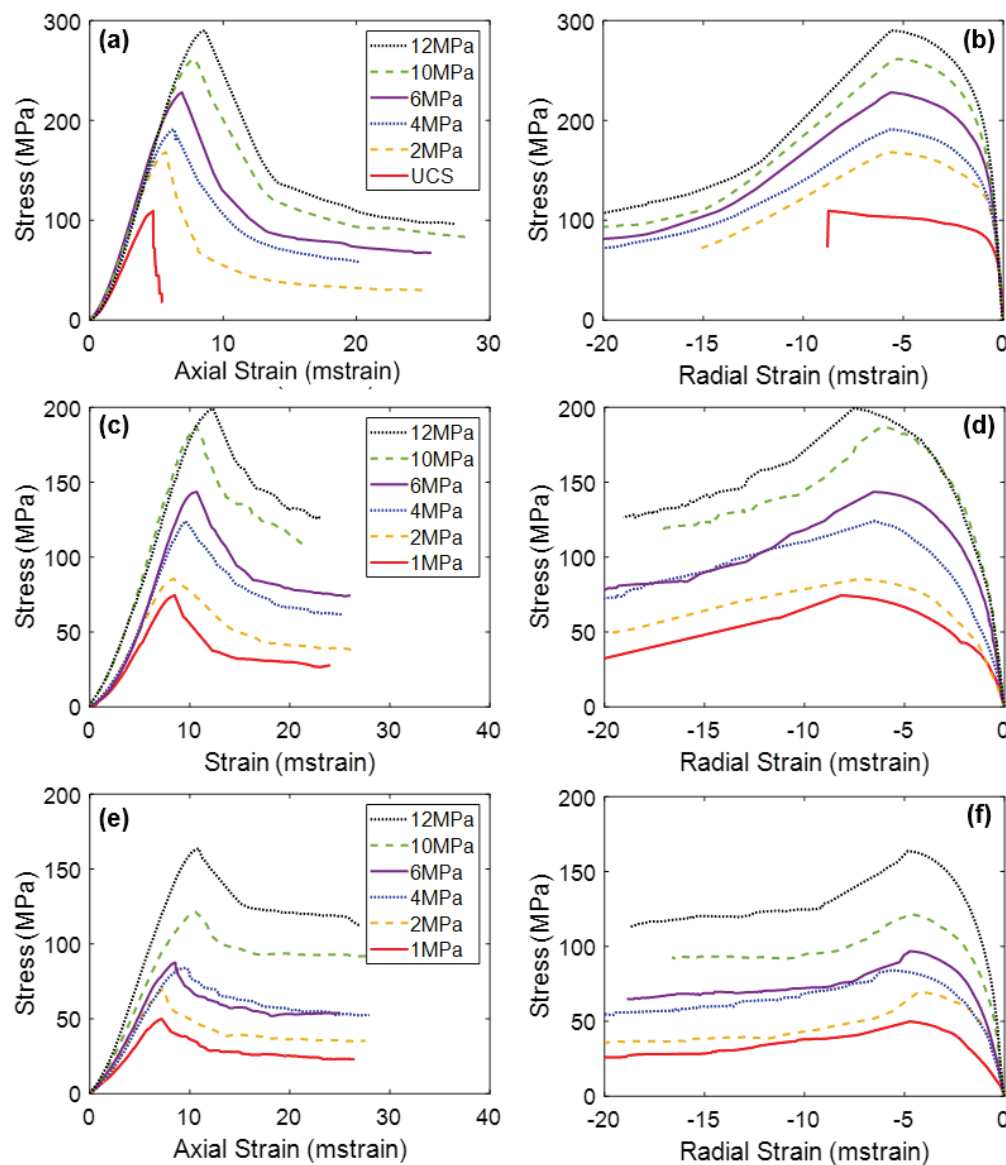 (a)
300
200
100
0
Stress (MPa)
12MPa
10MPa
6MPa
4MPa
2MPa
UCS
0 10 20 30
Axial Strain (mstrain)
(b)
300
200
100
0
Stress (MPa)
-20 -15 -10 -5 0
Radial Strain (mstrain)
(c)
200
150
100
50
0
Stress (MPa)
12MPa
10MPa
6MPa
4MPa
2MPa
1MPa
0 10 20 30 40
Strain (mstrain)
(d)
200
150
100
50
0
Stress (MPa)
-20 -15 -10 -5 0
Radial Strain (mstrain)
(e)
200
150
100
50
0
Stress (MPa)
12MPa
10MPa
6MPa
4MPa
2MPa
1MPa
0 10 20 30 40
Axial Strain (mstrain)
(f)
200
150
100
50
0
Stress (MPa)
-20 -15 -10 -5 0
Radial Strain (mstrain)